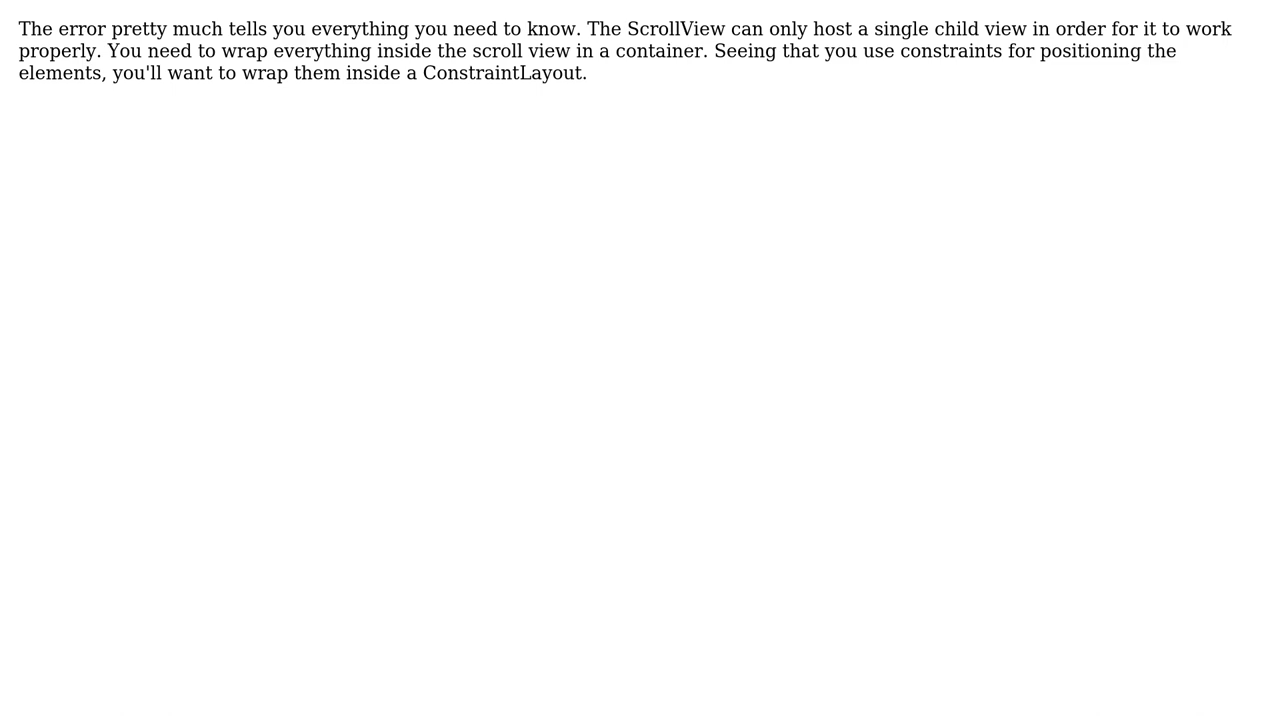 The error pretty much tells you everything you need to know. The ScrollView can only host a single child view in order for it to work
properly. You need to wrap everything inside the scroll view in a container. Seeing that you use constraints for positioning the
elements, you'll want to wrap them inside a ConstraintLayout.